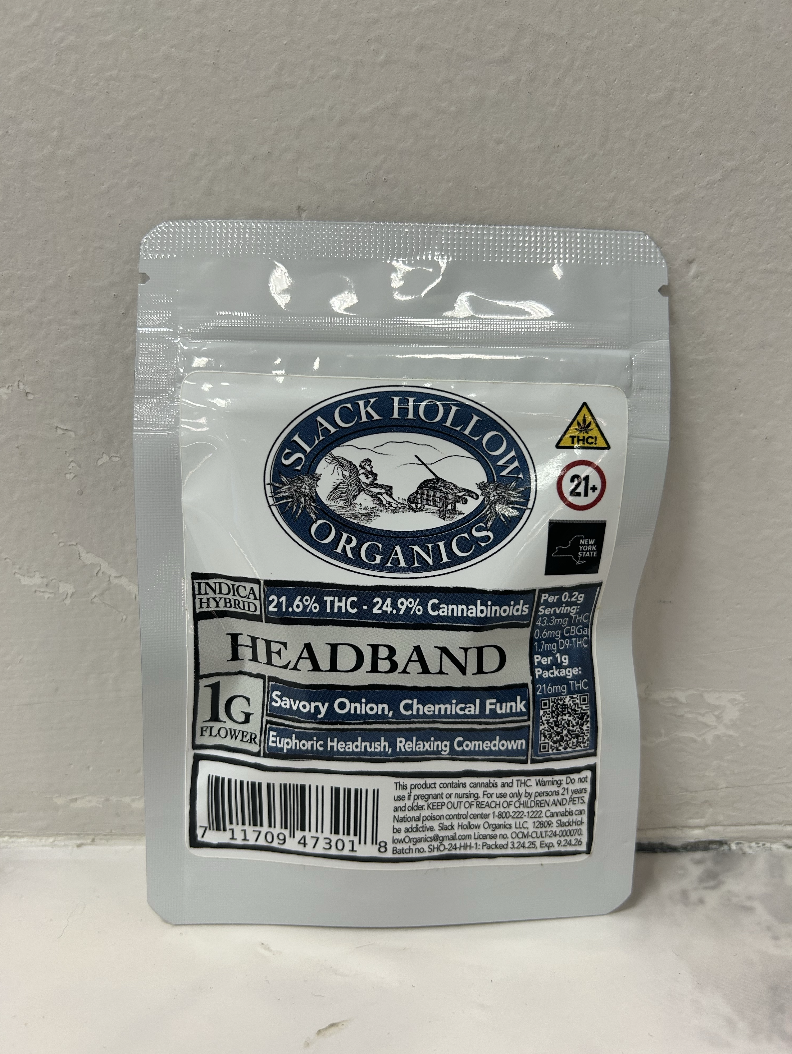 SLACK HOLLOW
ORGANICS
THC!
21+
NEW
YORK
STATE
INDICA
HYBRID
21.6% THC - 24.9% Cannabinoids
HEADBAND
1G
FLOWER
Savory Onion, Chemical Funk
Euphoric Headrush, Relaxing Comedown
Per 0.2g
Serving:
43.3mg THC
0.6mg CBGa
1.7mg D9-THC
Per 1g
Package:
216mg THC
7 11709 47301 8
This product contains cannabis and THC. Warning: Do not
use if pregnant or nursing. For use only by persons 21 years
and older. KEEP OUT OF REACH OF CHILDREN AND PETS.
National poison control center 1-800-222-1222. Cannabis can
be addictive. Slack Hollow Organics LLC, 12809: SlackHol-
lowOrganics@gmail.com License no. OCM-CULT-24-000070.
Batch no. SHO-24-HH-1: Packed 3.24.25, Exp. 9.24.26